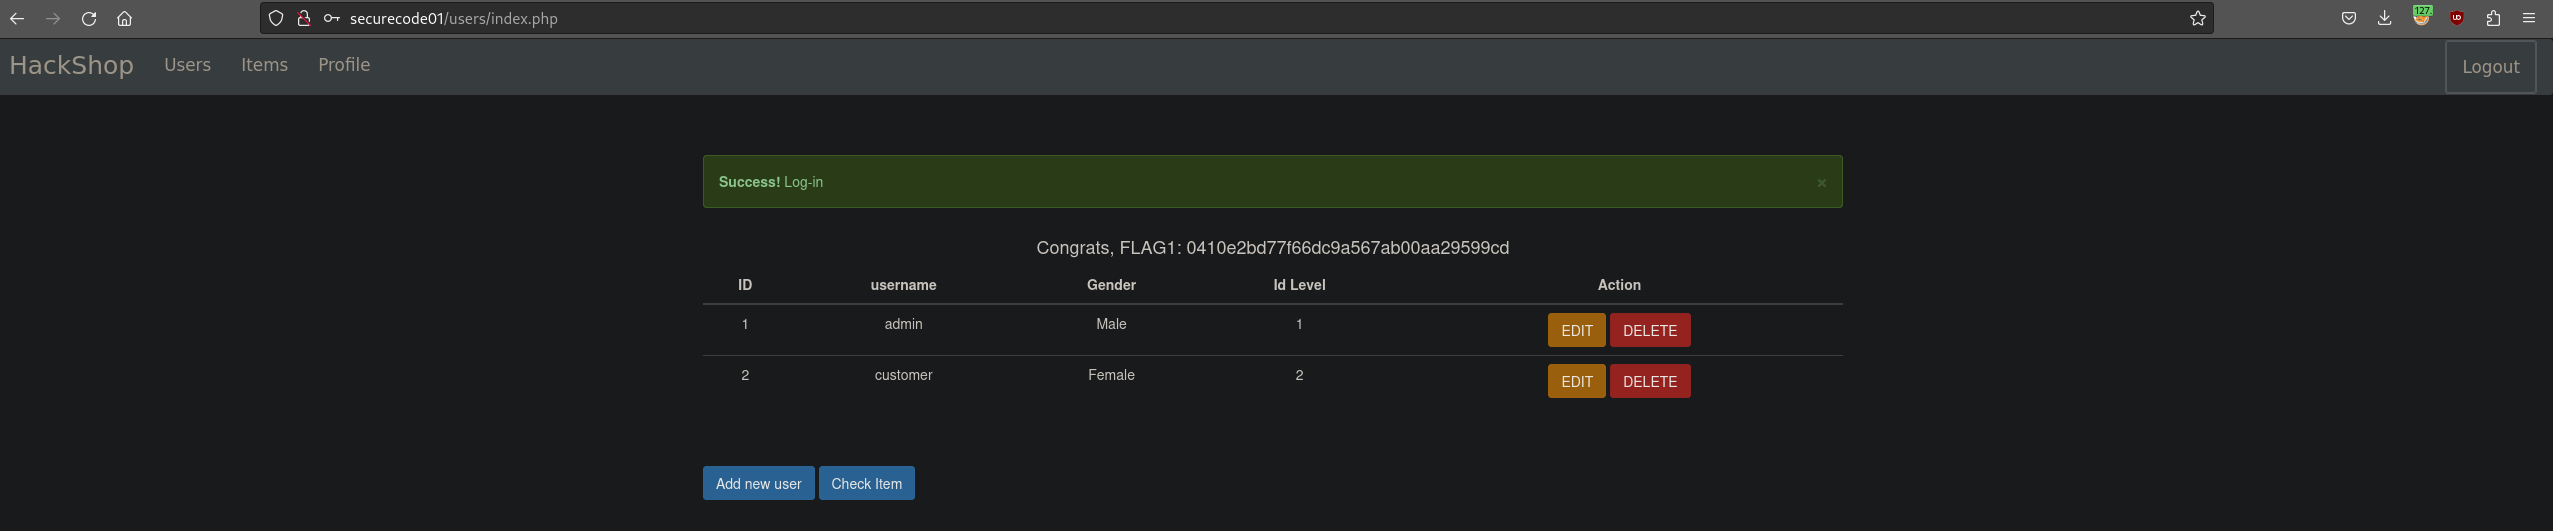 securecode01/users/index.php
127.
HackShop Users Items Profile Logout
Success! Log-in ×
Congrats, FLAG1: 0410e2bd77f66dc9a567ab00aa29599cd
ID username Gender Id Level Action
1 admin Male 1 EDIT DELETE
2 customer Female 2 EDIT DELETE
Add new user Check Item